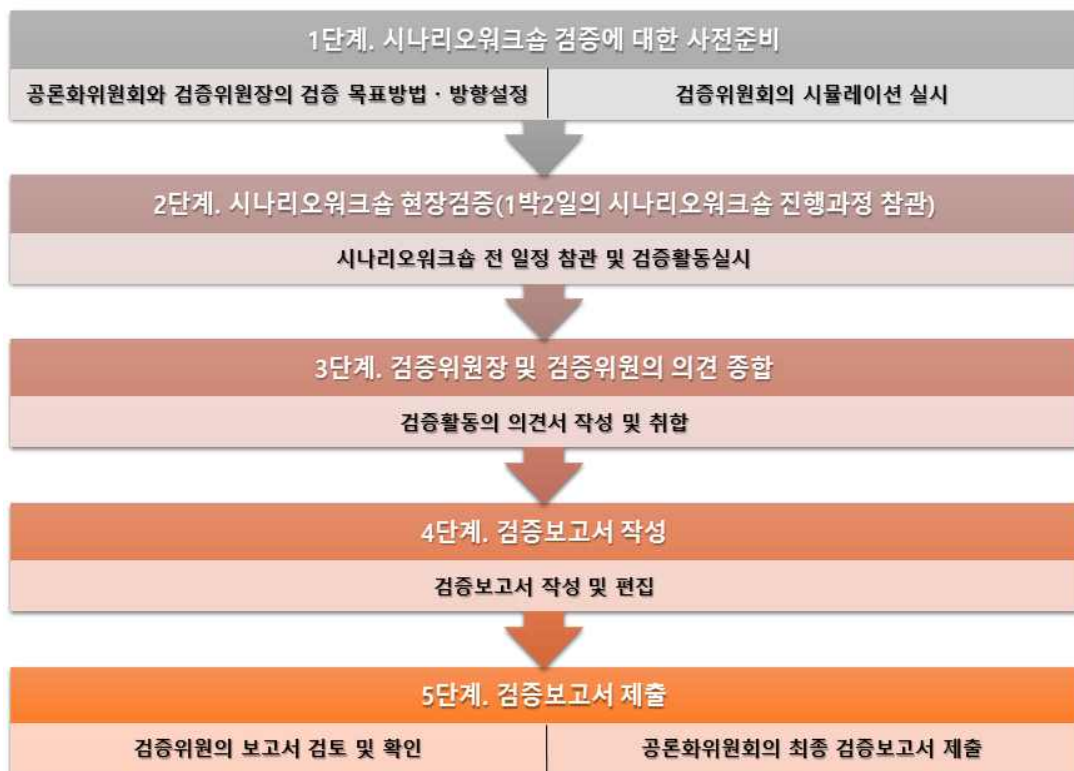 1단계. 시나리오워크숍 검증에 대한 사전준비
공론화위원회와 검증위원장의 검증 목표방법 · 방향설정
검증위원회의 시뮬레이션 실시
2단계. 시나리오워크숍 현장검증(1박2일의 시나리오워크숍 진행과정 참관)
시나리오워크숍 전 일정 참관 및 검증활동실시
3단계. 검증위원장 및 검증위원의 의견 종합
검증활동의 의견서 작성 및 취합
4단계. 검증보고서 작성
검증보고서 작성 및 편집
5단계. 검증보고서 제출
검증위원의 보고서 검토 및 확인
공론화위원회의 최종 검증보고서 제출